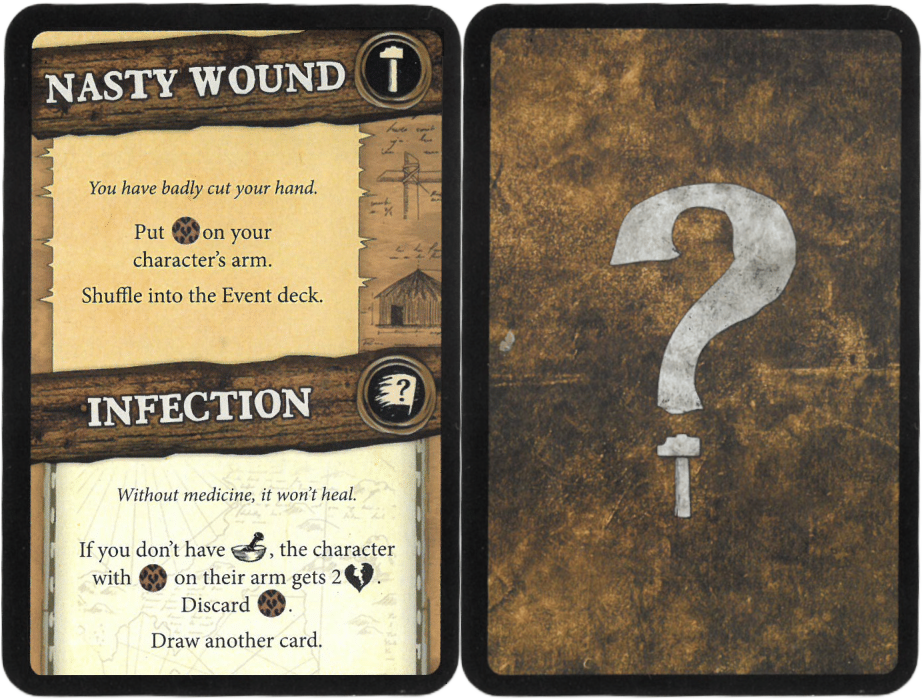 NASTY WOUND
You have badly cut your hand.
Put on your
character's arm.
Shuffle into the Event deck.
INFECTION
?
Without medicine, it won't heal.
If you don't have , the character
with on their arm gets 2 .
Discard .
Draw another card.
?